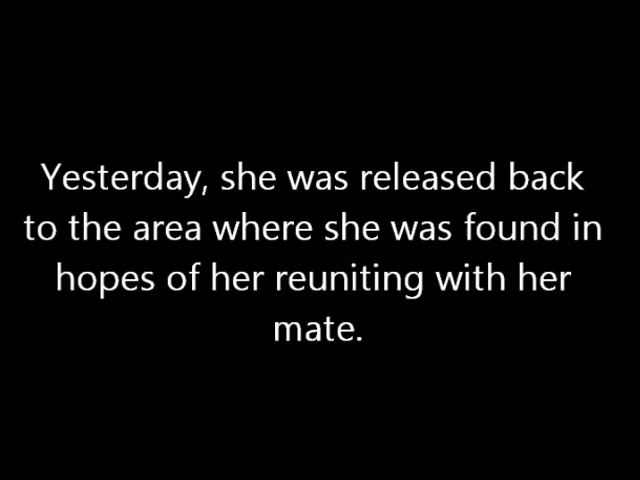 Yesterday, she was released back
to the area where she was found in
hopes of her reuniting with her
mate.